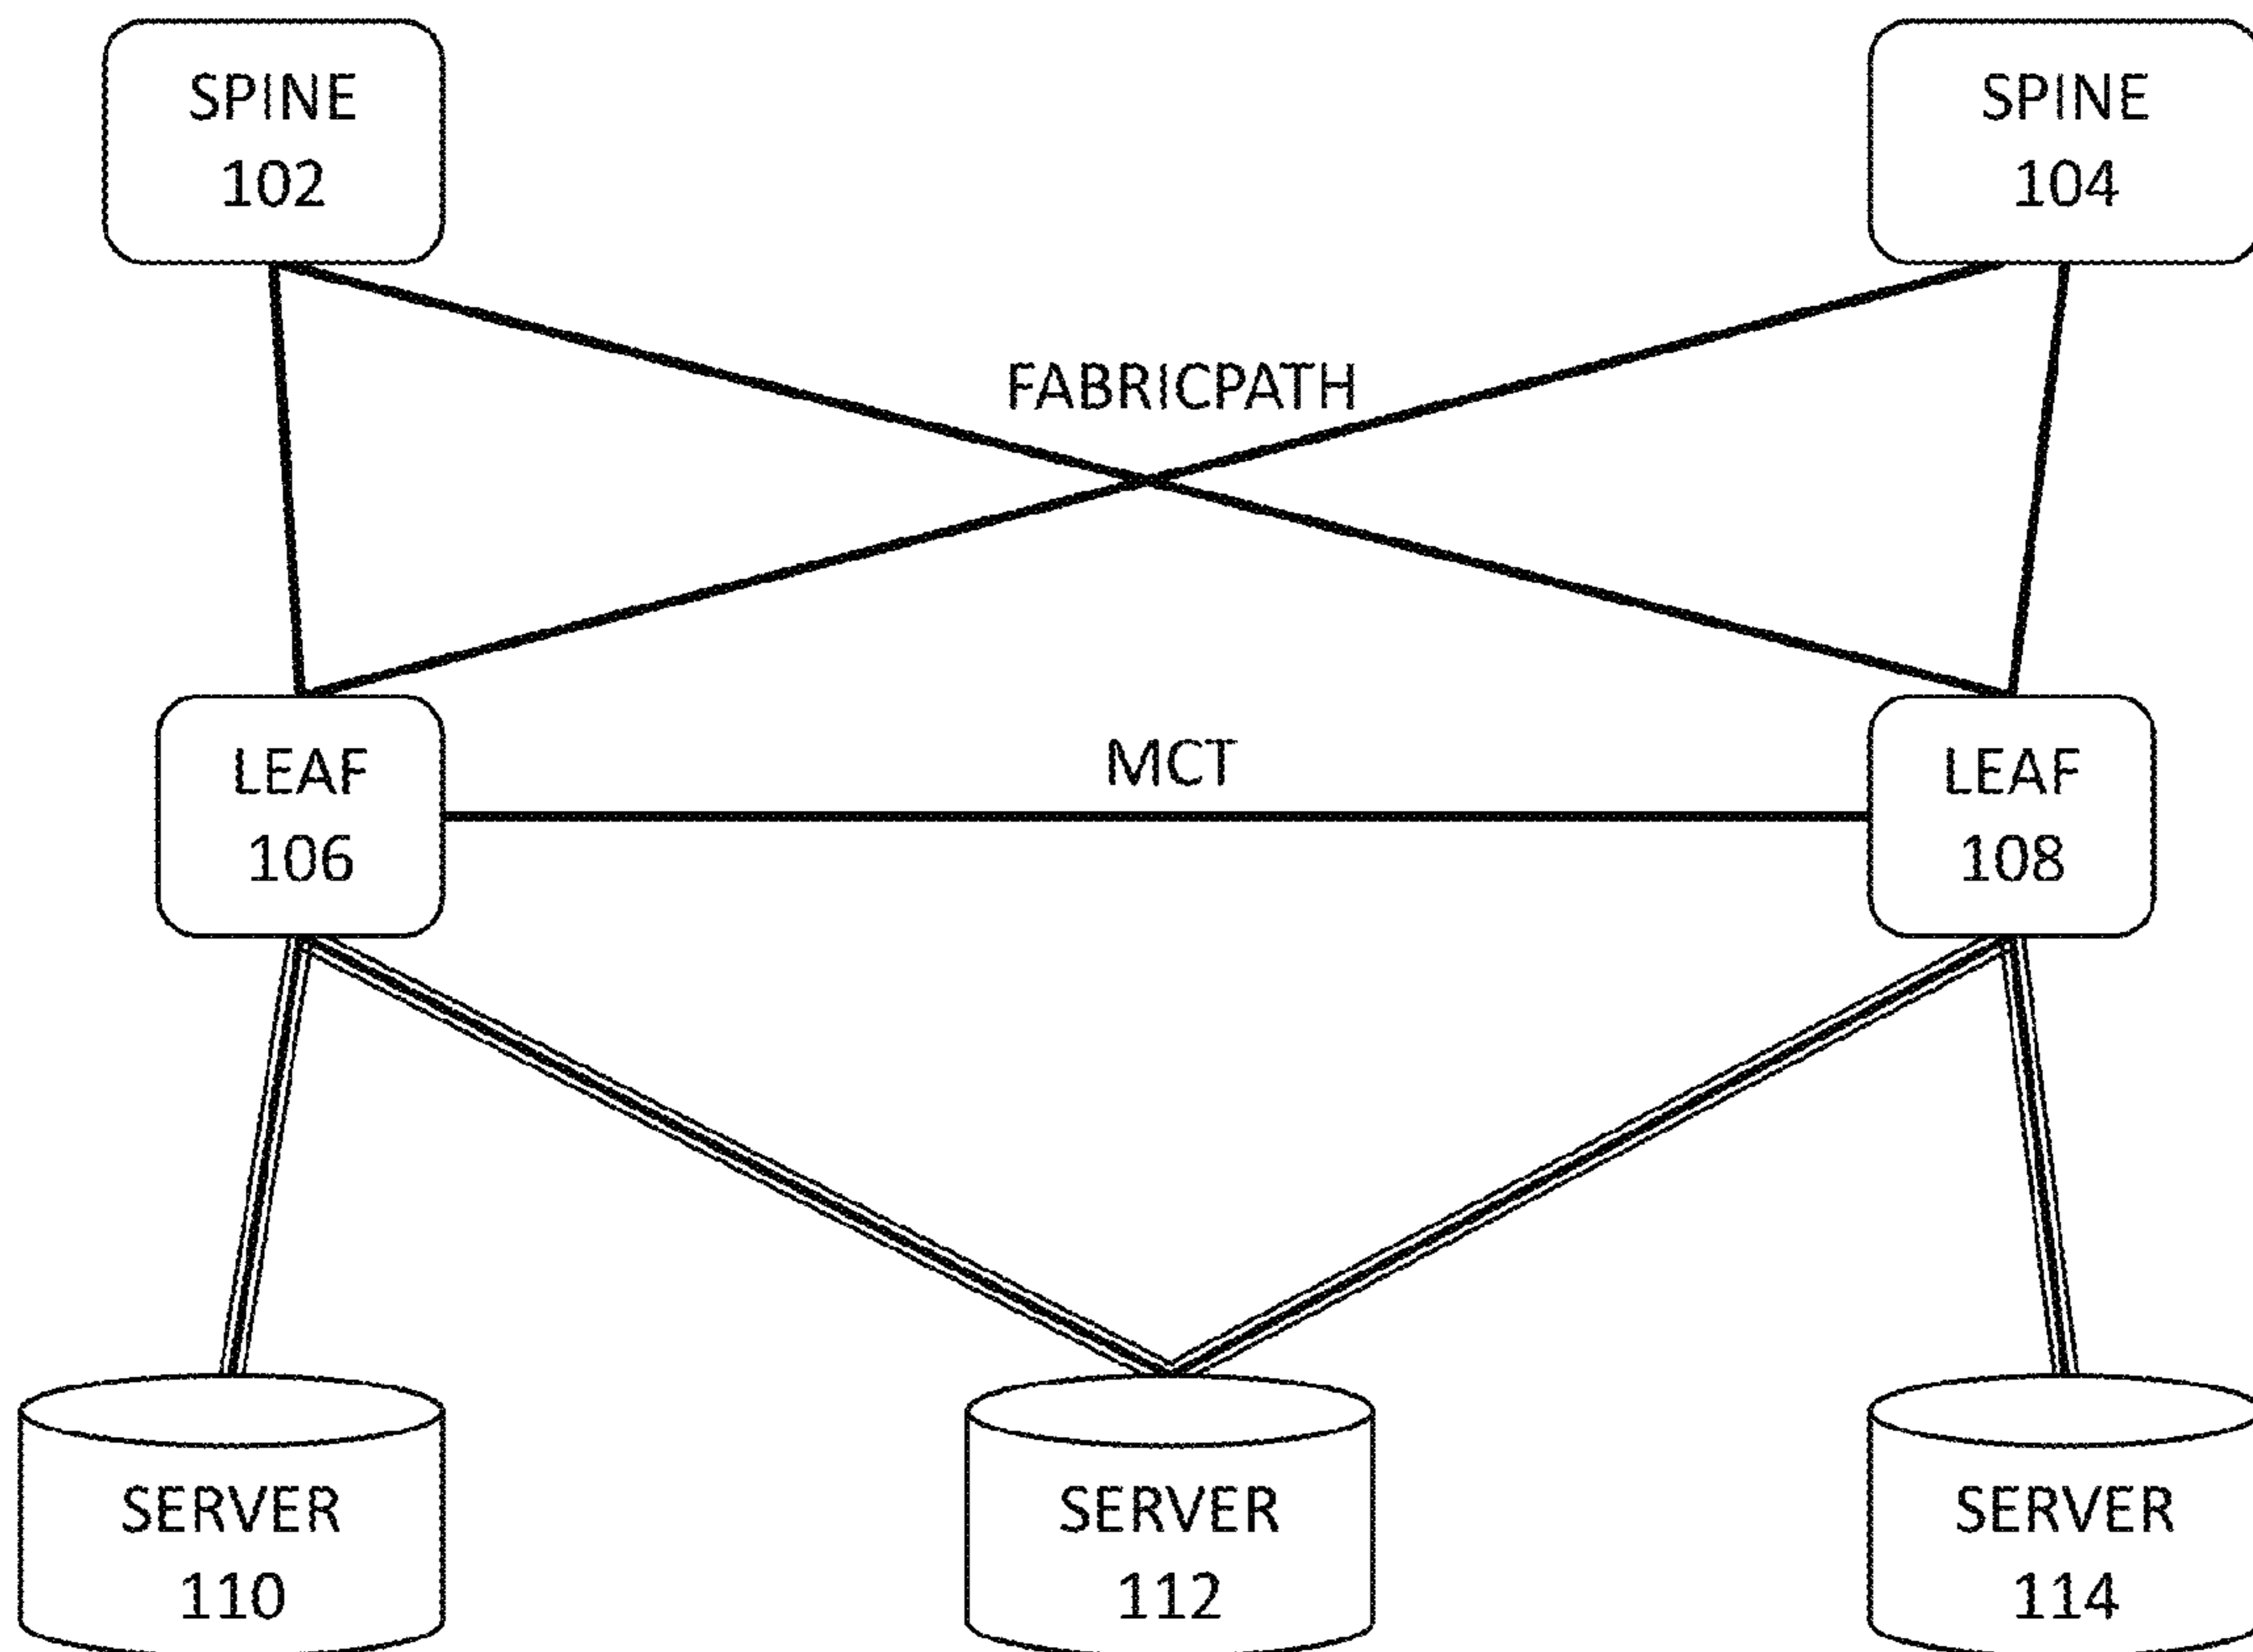 SPINE
102
SPINE
104
FABRICPATH
LEAF
106
MCT
LEAF
108
SERVER
110
SERVER
112
SERVER
114